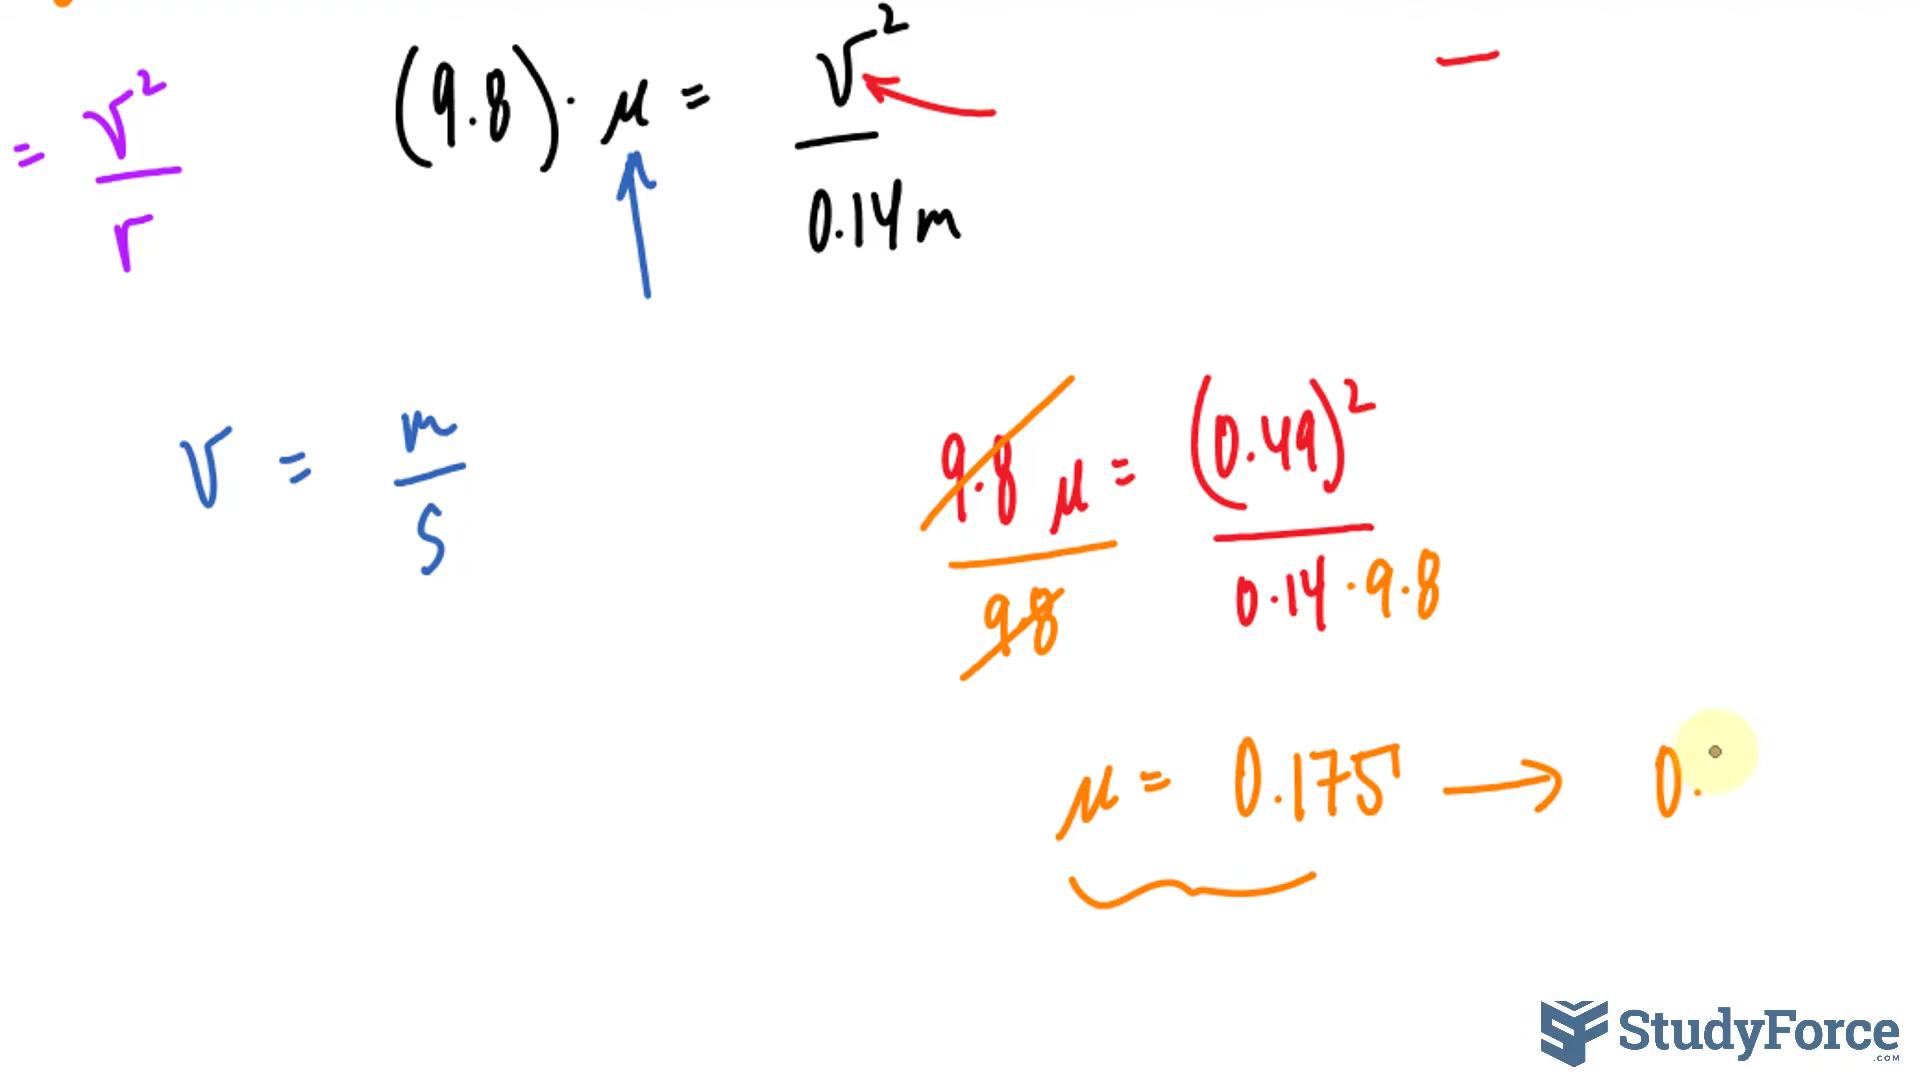 = v²/r
(9.8) · μ = v²/0.14m
v = m/s
9.8 μ/9.8 = (0.49)²/0.14 · 9.8
μ = 0.175 → 0.
StudyForce
.COM